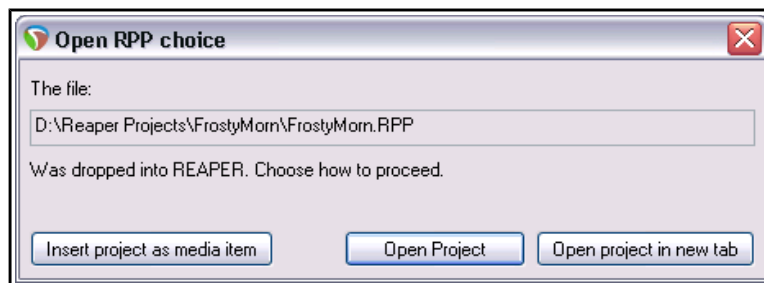 Open RPP choice
The file:
D:\Reaper Projects\FrostyMorn\FrostyMorn.RPP
Was dropped into REAPER. Choose how to proceed.
Insert project as media item Open Project Open project in new tab